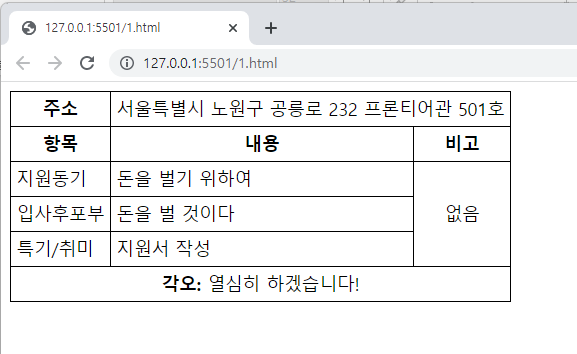 127.0.0.1:5501/1.html
127.0.0.1:5501/1.html
주소 서울특별시 노원구 공릉로 232 프론티어관 501호
항목 내용 비고
지원동기 돈을 벌기 위하여
입사후포부 돈을 벌 것이다 없음
특기/취미 지원서 작성
각오: 열심히 하겠습니다!